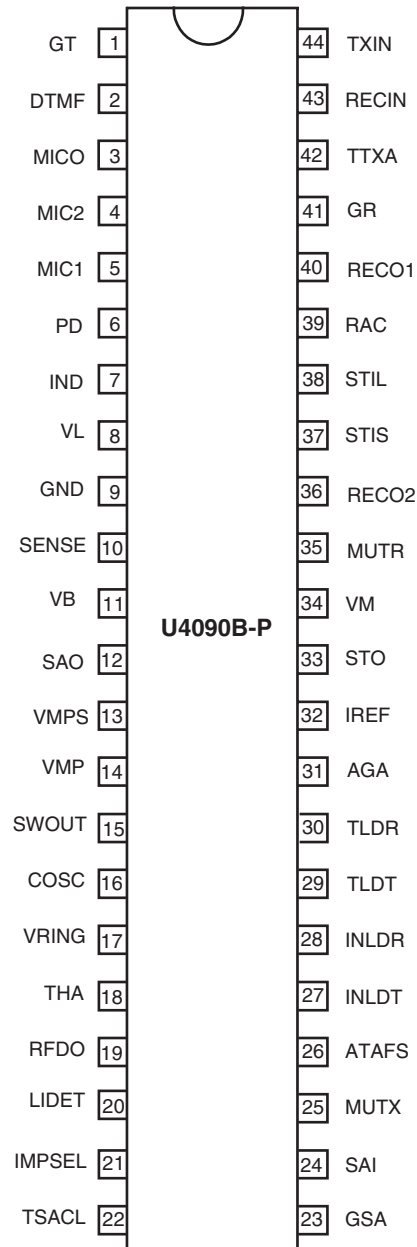 GT 1 44 TXIN
DTMF 2 43 RECIN
MICO 3 42 TTXA
MIC2 4 41 GR
MIC1 5 40 RECO1
PD 6 39 RAC
IND 7 38 STIL
VL 8 37 STIS
GND 9 36 RECO2
SENSE 10 35 MUTR
VB 11 34 VM
U4090B-P
SAO 12 33 STO
VMPS 13 32 IREF
VMP 14 31 AGA
SWOUT 15 30 TLDR
COSC 16 29 TLDT
VRING 17 28 INLDR
THA 18 27 INLDT
RFDO 19 26 ATAFS
LIDET 20 25 MUTX
IMPSEL 21 24 SAI
TSACL 22 23 GSA